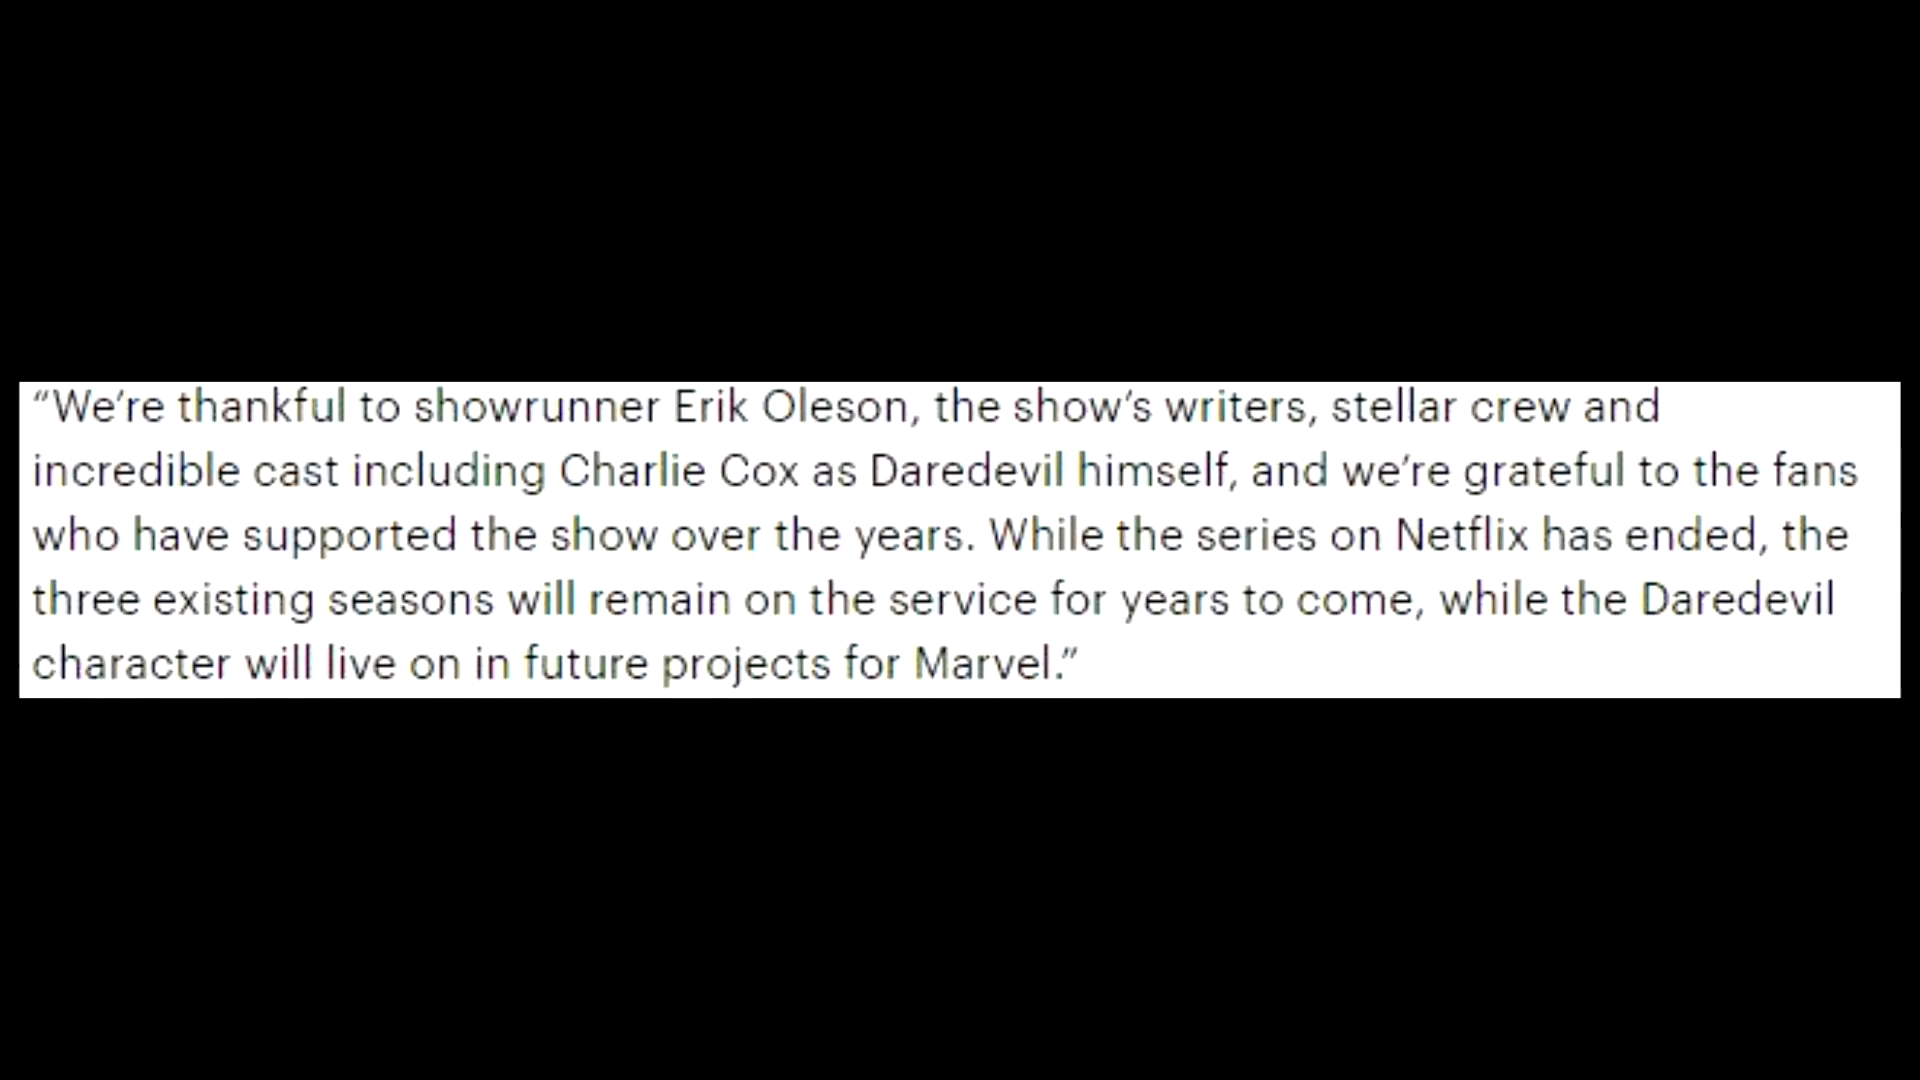 “We’re thankful to showrunner Erik Oleson, the show’s writers, stellar crew and
incredible cast including Charlie Cox as Daredevil himself, and we’re grateful to the fans
who have supported the show over the years. While the series on Netflix has ended, the
three existing seasons will remain on the service for years to come, while the Daredevil
character will live on in future projects for Marvel.”